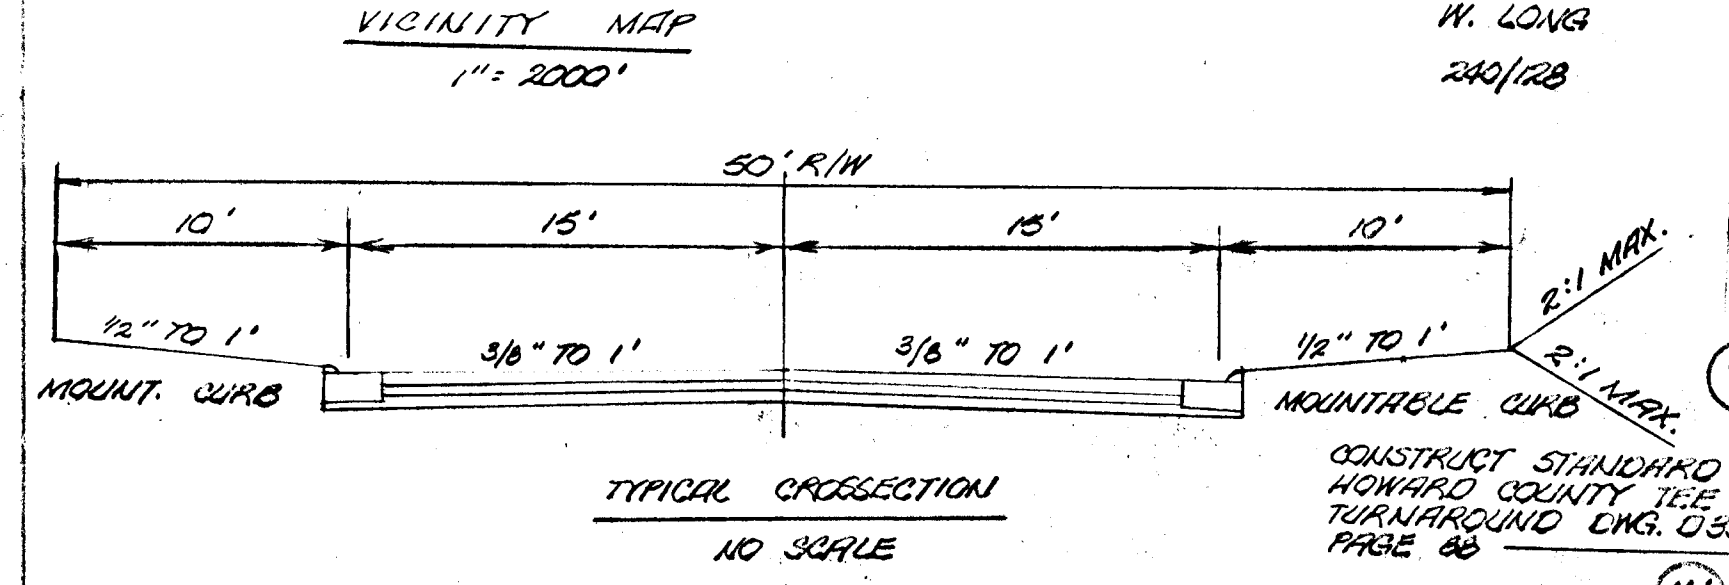 VICINITY MAP
1" = 2000'
W. LONG
240/128
50' R/W
10' 15' 15' 10'
2:1 MAX.
1/2" TO 1' 3/8" TO 1' 3/8" TO 1' 1/2" TO 1'
2:1 MAX.
MOUNT. CURB
MOUNTABLE CURB
TYPICAL CROSSECTION
NO SCALE
CONSTRUCT STANDARD
HOWARD COUNTY TEE
TURNAROUND DWG.
PAGE 88